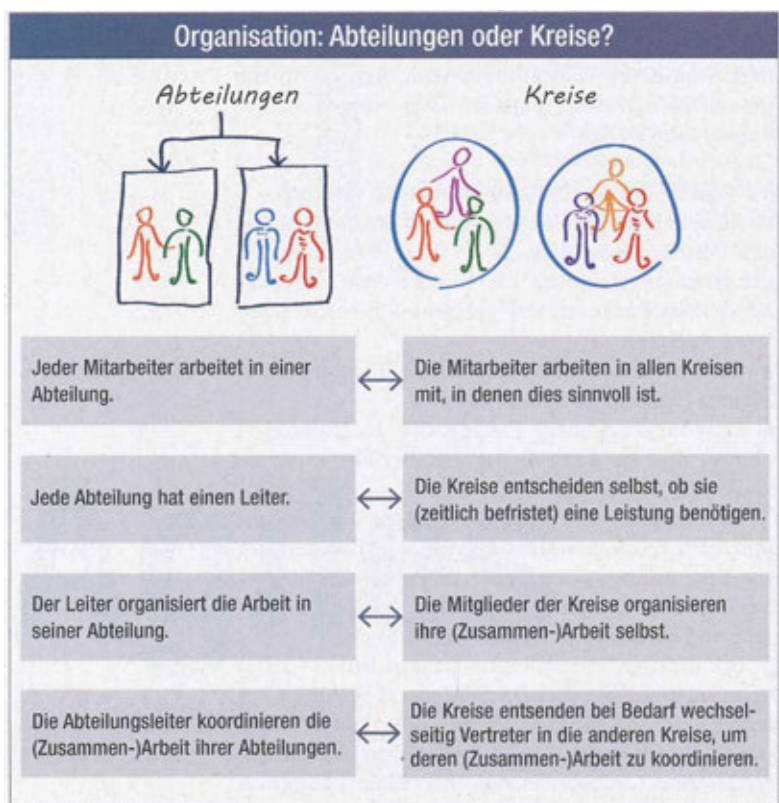 Organisation: Abteilungen oder Kreise?
Abteilungen
Kreise
Jeder Mitarbeiter arbeitet in einer
Abteilung.
Die Mitarbeiter arbeiten in allen Kreisen
mit, in denen dies sinnvoll ist.
Jede Abteilung hat einen Leiter.
Die Kreise entscheiden selbst, ob sie
(zeitlich befristet) eine Leistung benötigen.
Der Leiter organisiert die Arbeit in
seiner Abteilung.
Die Mitglieder der Kreise organisieren
ihre (Zusammen-)Arbeit selbst.
Die Abteilungsleiter koordinieren die
(Zusammen-)Arbeit ihrer Abteilungen.
Die Kreise entsenden bei Bedarf wechsel-
seitig Vertreter in die anderen Kreise, um
deren (Zusammen-)Arbeit zu koordinieren.